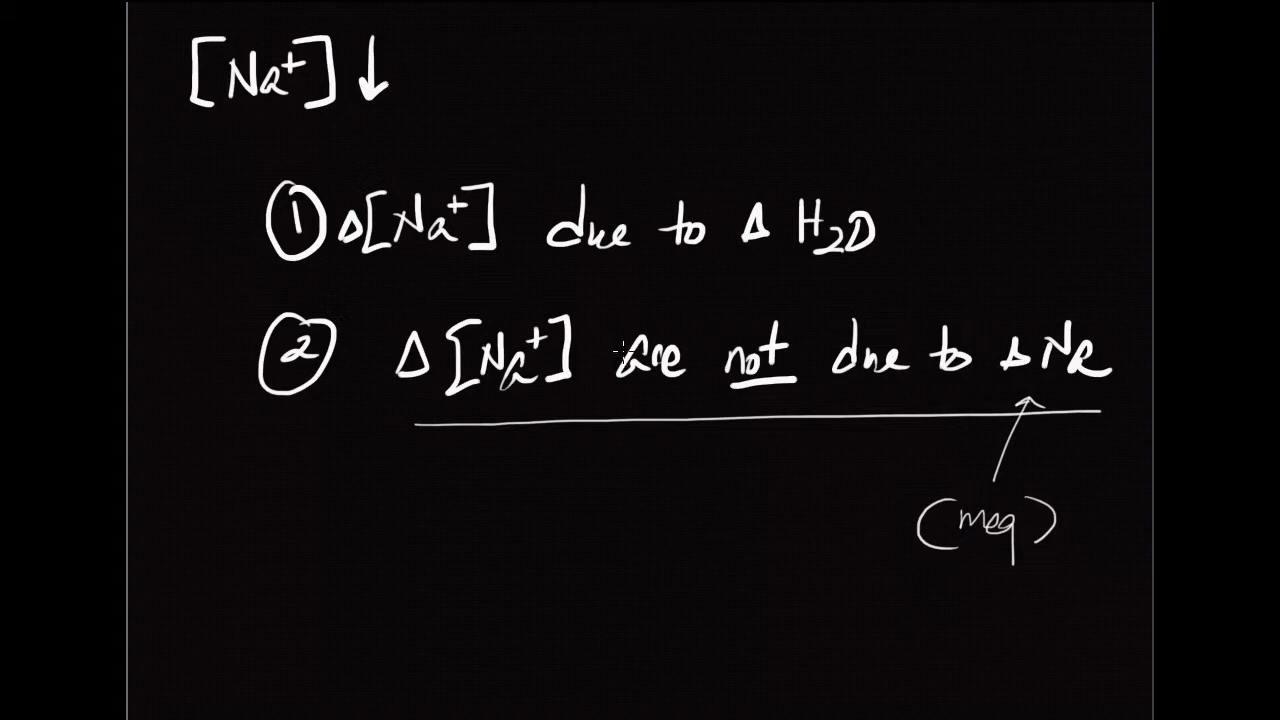 [Na⁺] ↓
① Δ[Na⁺] due to Δ H₂O
② Δ [Na⁺] are not due to Δ Na
(meq)